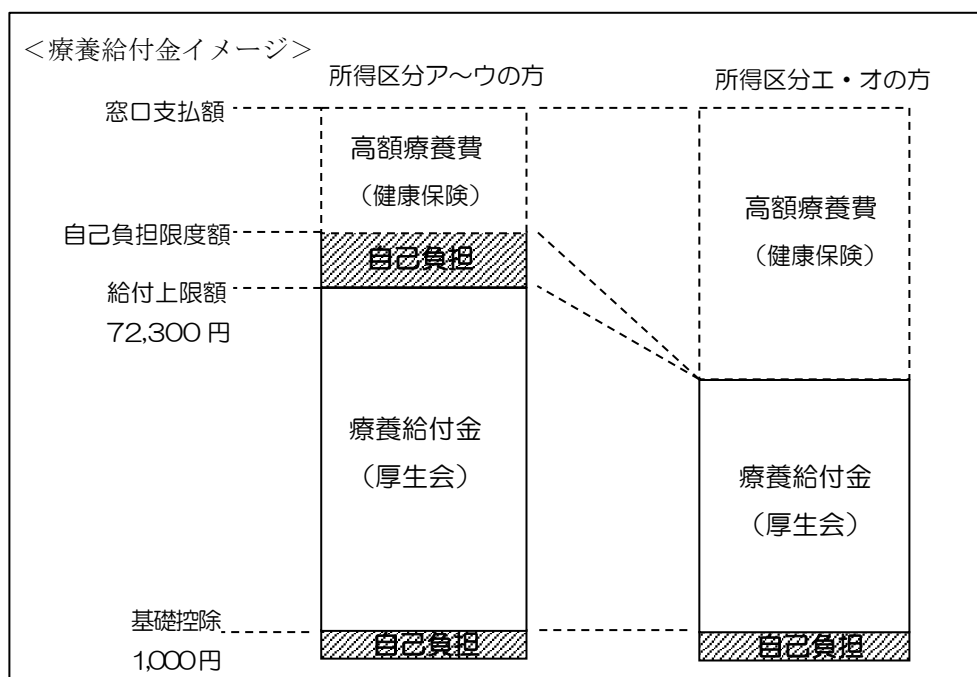 <療養給付金イメージ>
所得区分ア～ウの方
所得区分エ・オの方
窓口支払額
高額療養費
（健康保険）
高額療養費
（健康保険）
自己負担限度額
自己負担
給付上限額
72,300円
療養給付金
（厚生会）
療養給付金
（厚生会）
基礎控除
1,000円
自己負担
自己負担